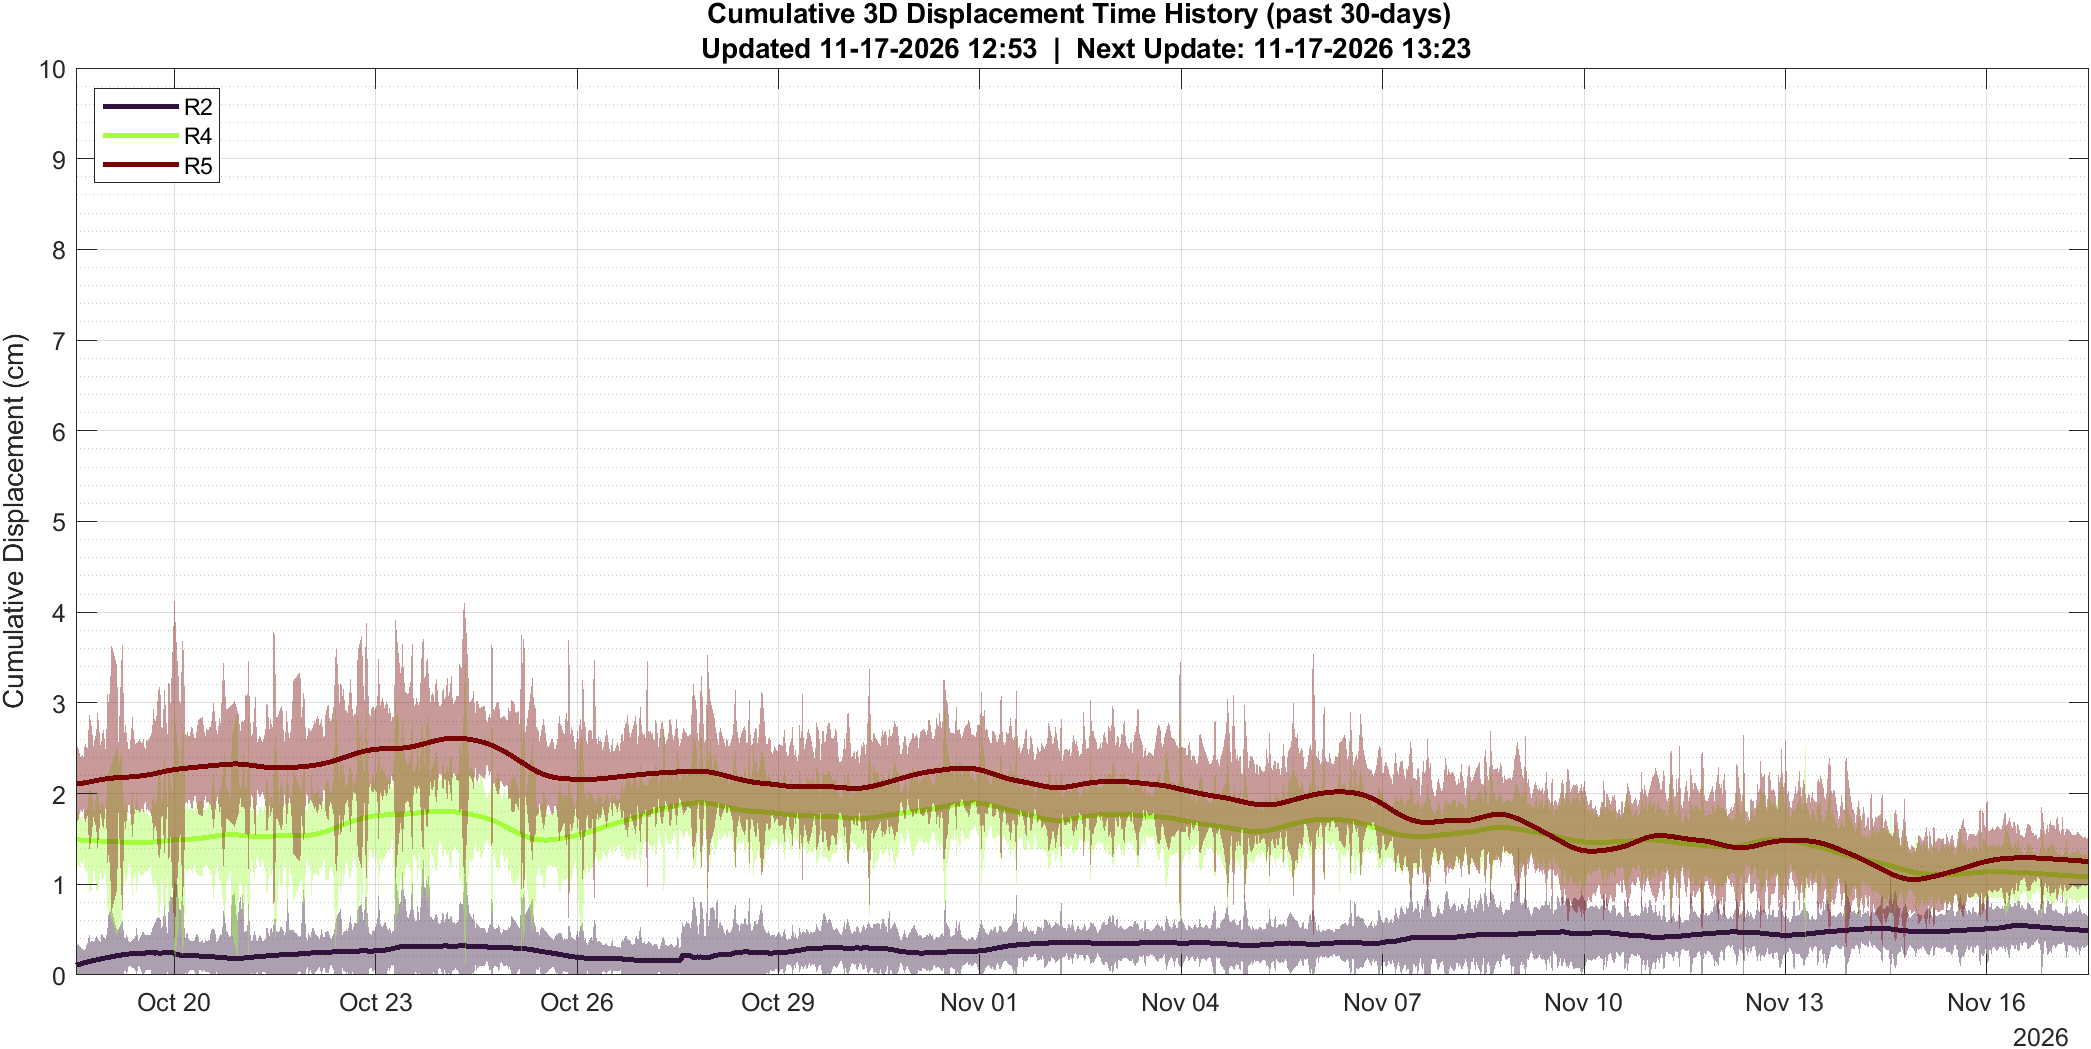 Cumulative 3D Displacement Time History (past 30-days)
Updated 11-17-2026 12:53 | Next Update: 11-17-2026 13:23
R2
R4
R5
Cumulative Displacement (cm)
10
9
8
7
6
5
4
3
2
1
0
Oct 20 Oct 23 Oct 26 Oct 29 Nov 01 Nov 04 Nov 07 Nov 10 Nov 13 Nov 16
2026